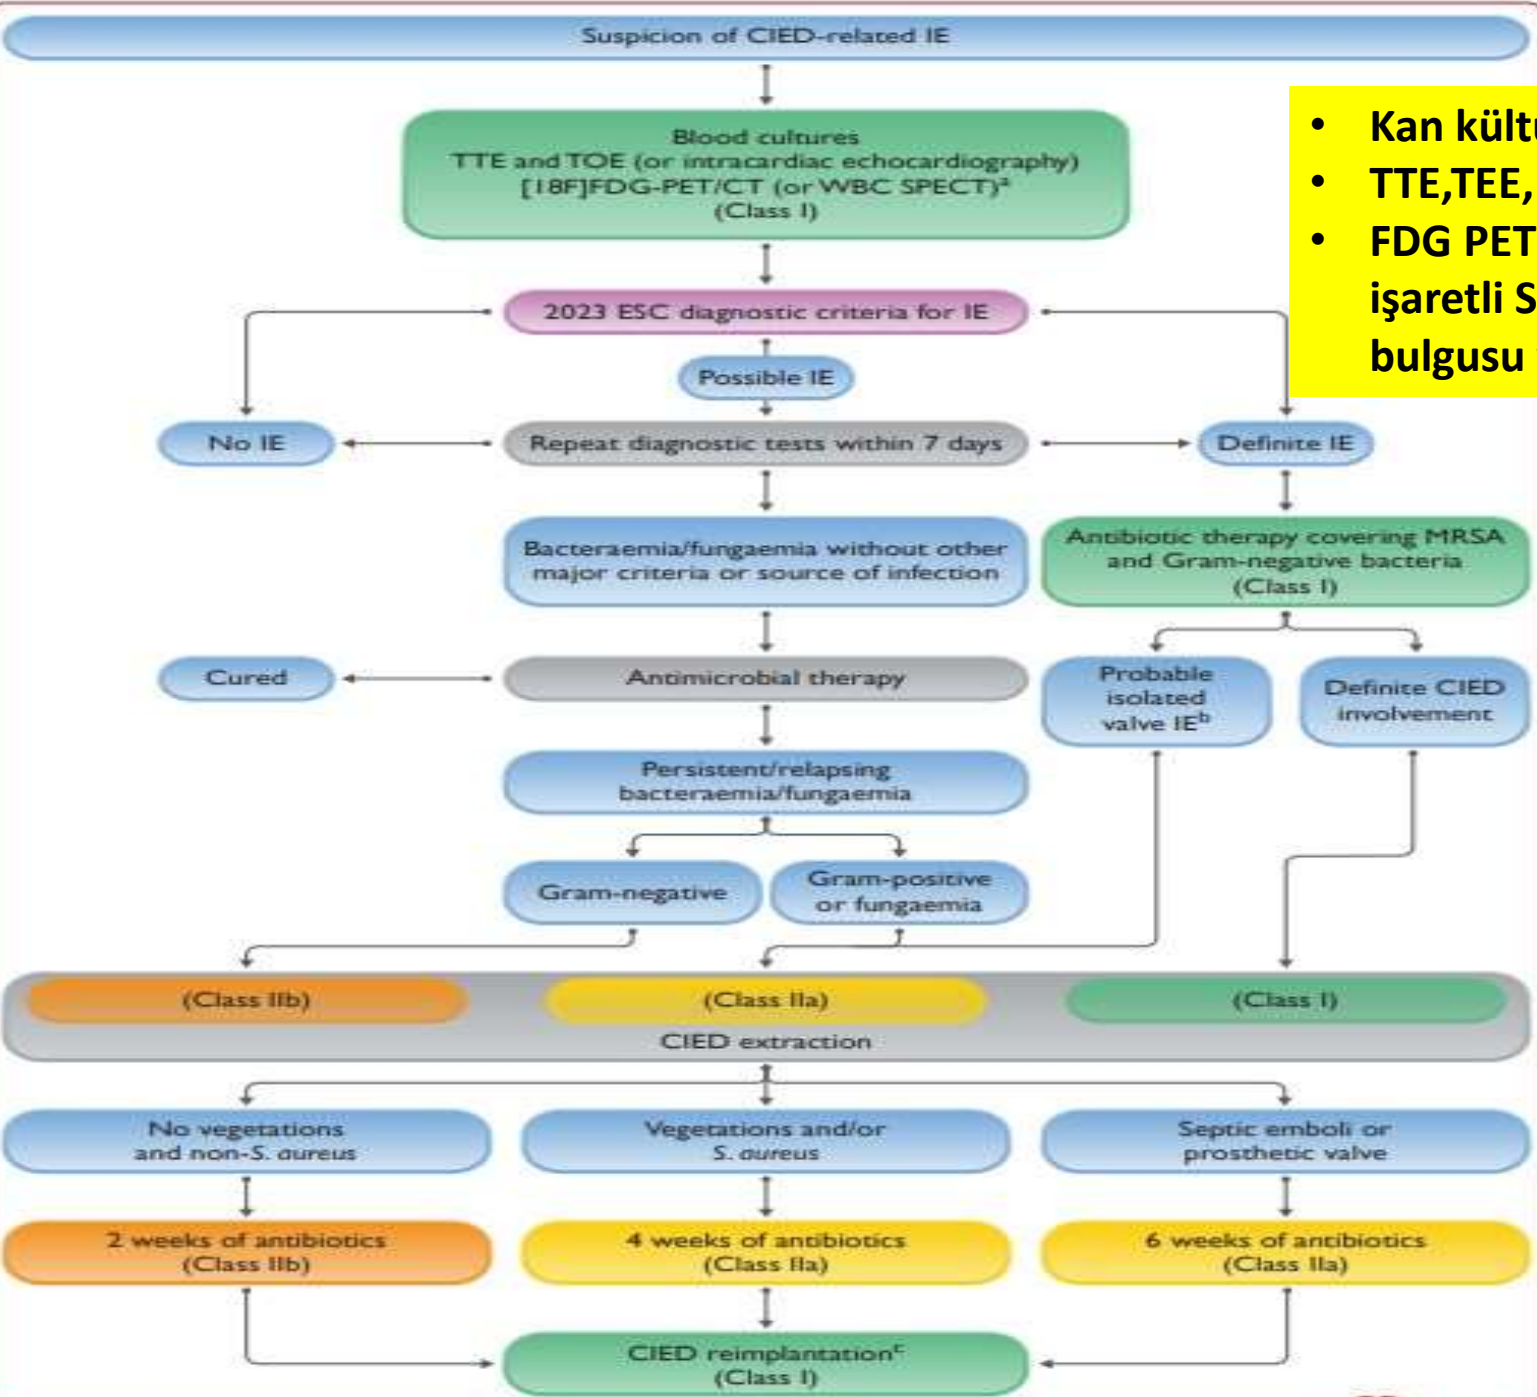 Suspicion of CIED-related IE
Blood cultures
TTE and TOE (or intracardiac echocardiography)
[18F]FDG-PET/CT (or WBC SPECT)ᵃ
(Class I)
• Kan
• TTE,TEE,
• FDG PET
işaretli
bulgusu
2023 ESC diagnostic criteria for IE
Possible IE
No IE
Repeat diagnostic tests within 7 days
Definite IE
Bacteraemia/fungaemia without other
major criteria or source of infection
Antibiotic therapy covering MRSA
and Gram-negative bacteria
(Class I)
Cured
Antimicrobial therapy
Probable
isolated
valve IEᵇ
Definite CIED
involvement
Persistent/relapsing
bacteraemia/fungaemia
Gram-negative
Gram-positive
or fungaemia
(Class IIb)
(Class IIa)
(Class I)
CIED extraction
No vegetations
and non-S. aureus
Vegetations and/or
S. aureus
Septic emboli or
prosthetic valve
2 weeks of antibiotics
(Class IIb)
4 weeks of antibiotics
(Class IIa)
6 weeks of antibiotics
(Class IIa)
CIED reimplantationᶜ
(Class I)